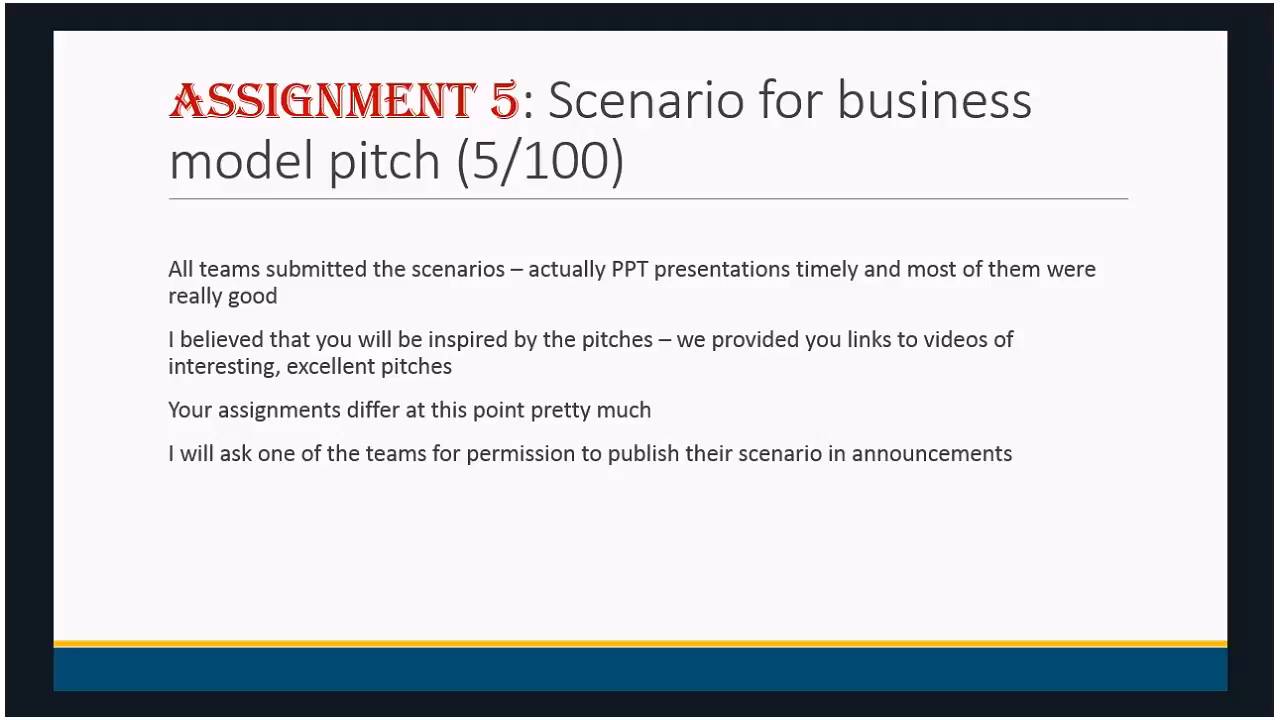 ASSIGNMENT 5: Scenario for business
model pitch (5/100)
All teams submitted the scenarios – actually PPT presentations timely and most of them were
really good
I believed that you will be inspired by the pitches – we provided you links to videos of
interesting, excellent pitches
Your assignments differ at this point pretty much
I will ask one of the teams for permission to publish their scenario in announcements